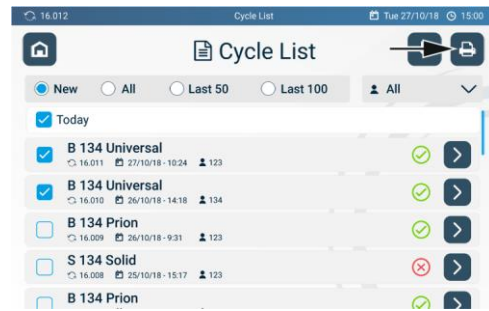 16.012 Cycle List Tue 27/10/18 15:00
Cycle List
New All Last 50 Last 100 All
Today
B 134 Universal
16.011 27/10/18 - 10:24 123
B 134 Universal
16.010 26/10/18 - 14:18 134
B 134 Prion
16.009 26/10/18 - 9:31 123
S 134 Solid
16.008 25/10/18 - 15:17 123
B 134 Prion